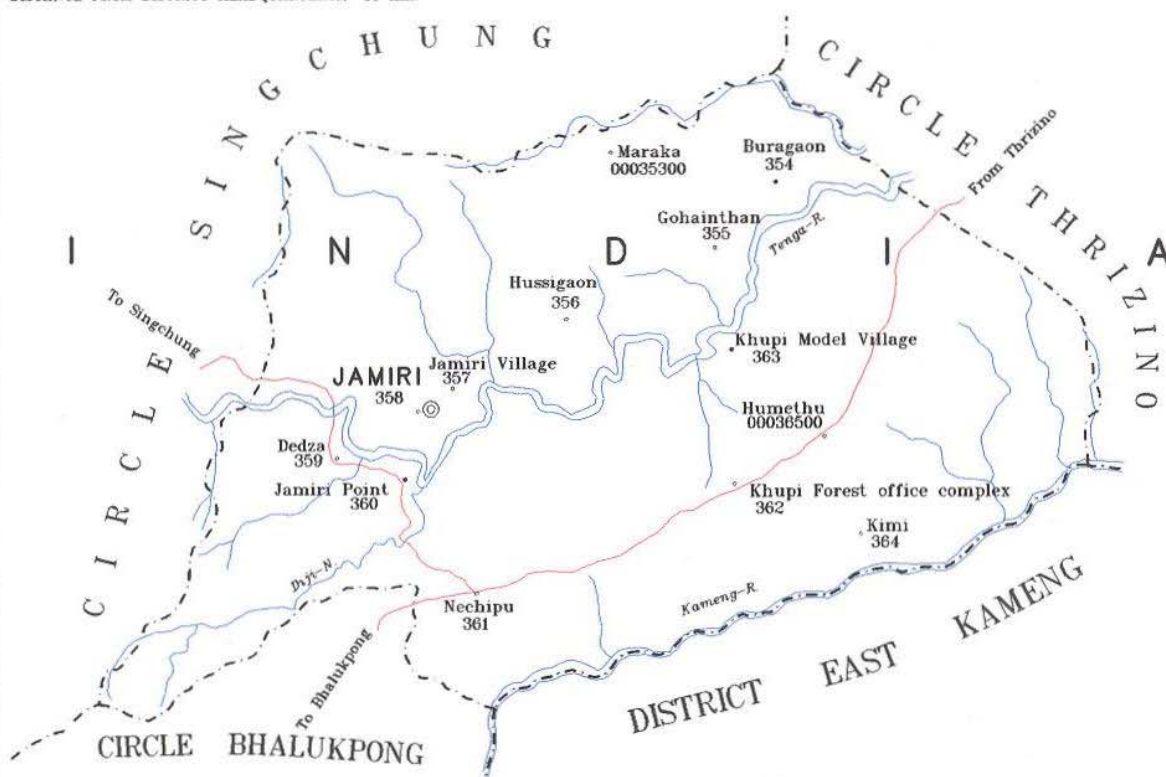 CIRCLE SINGCHUNG
CIRCLE THRIZINO
Maraka
00035300
Buragaon
354
From Thrizino
Gohainthan
355
Tenga-R.
I N D I A
Hussigaon
356
To Singchung
Khupi Model Village
363
JAMIRI
358
Jamiri Village
357
Humethu
00036500
Dedza
359
Jamiri Point
360
Khupi Forest office complex
362
Kimi
364
Diji-N.
Kameng-R.
Nechipu
361
To Bhalukpong
DISTRICT EAST KAMENG
CIRCLE BHALUKPONG